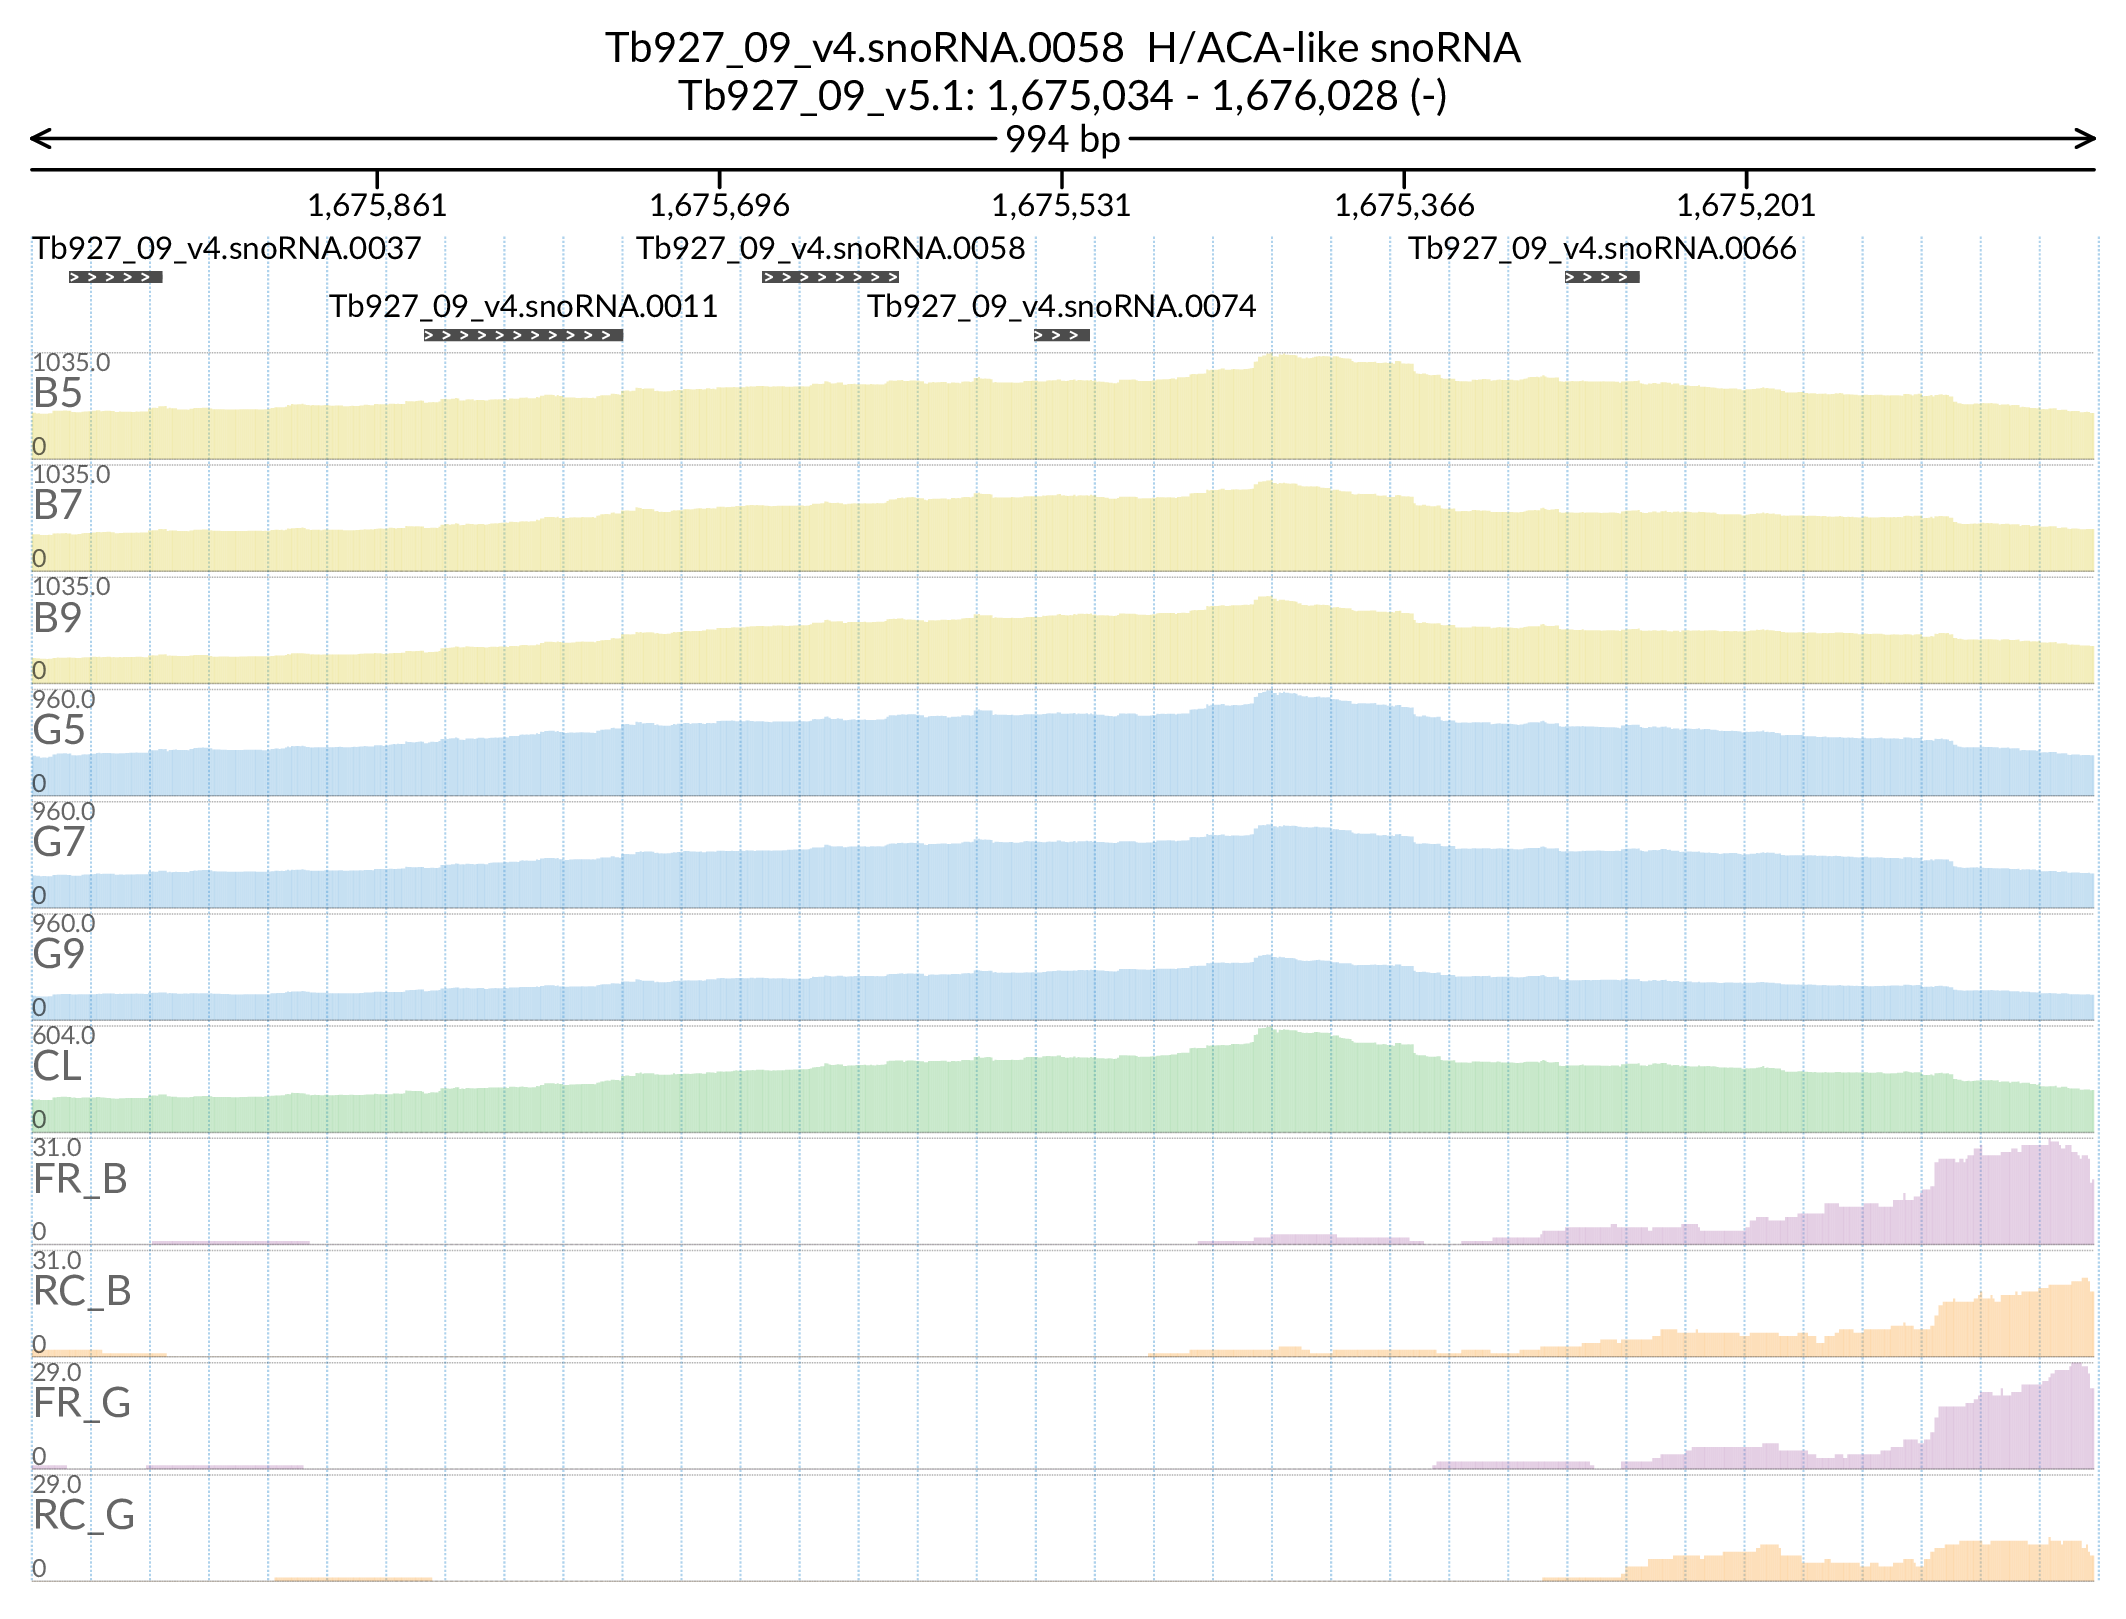 Tb927_09_v4.snoRNA.0058  H/ACA-like snoRNA
Tb927_09_v5.1: 1,675,034 - 1,676,028 (-)
994 bp
1,675,861 1,675,696 1,675,531 1,675,366 1,675,201
Tb927_09_v4.snoRNA.0037 Tb927_09_v4.snoRNA.0058 Tb927_09_v4.snoRNA.0066
Tb927_09_v4.snoRNA.0011 Tb927_09_v4.snoRNA.0074
1035.0
B5
0
1035.0
B7
0
1035.0
B9
0
960.0
G5
0
960.0
G7
0
960.0
G9
0
604.0
CL
0
31.0
FR_B
0
31.0
RC_B
0
29.0
FR_G
0
29.0
RC_G
0